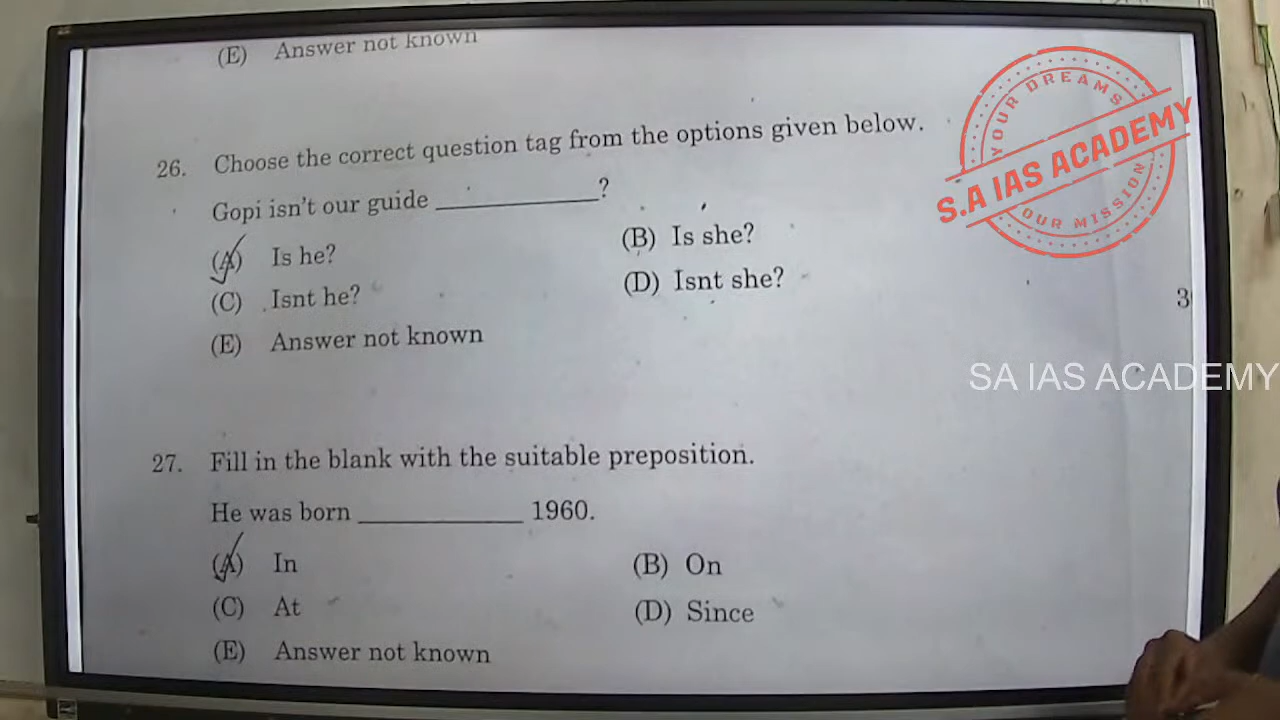 (E) Answer not known
26. Choose the correct question tag from the options given below.
Gopi isn't our guide ____________?
(A) Is he?
(B) Is she?
(C) Isnt he?
(D) Isnt she?
(E) Answer not known
27. Fill in the blank with the suitable preposition.
He was born ____________ 1960.
(A) In
(B) On
(C) At
(D) Since
(E) Answer not known
YOUR DREAMS
S.A IAS ACADEMY
OUR MISSION
3
SA IAS ACADEMY